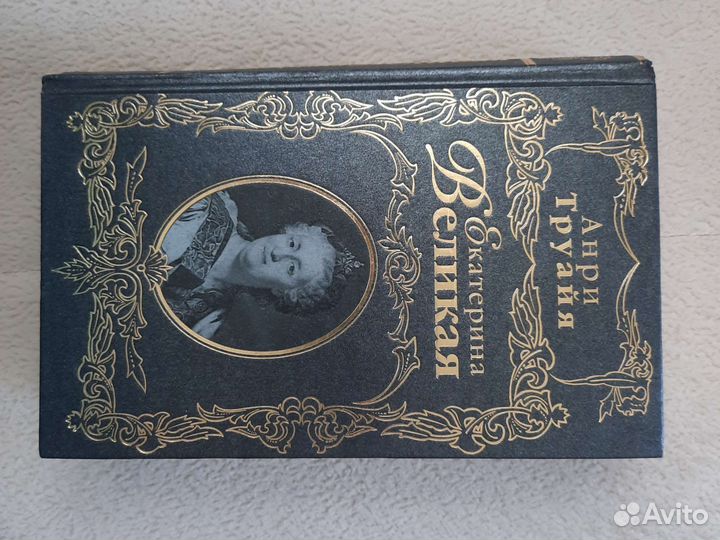 Анри
Труайя
Екатерина
Великая
Avito